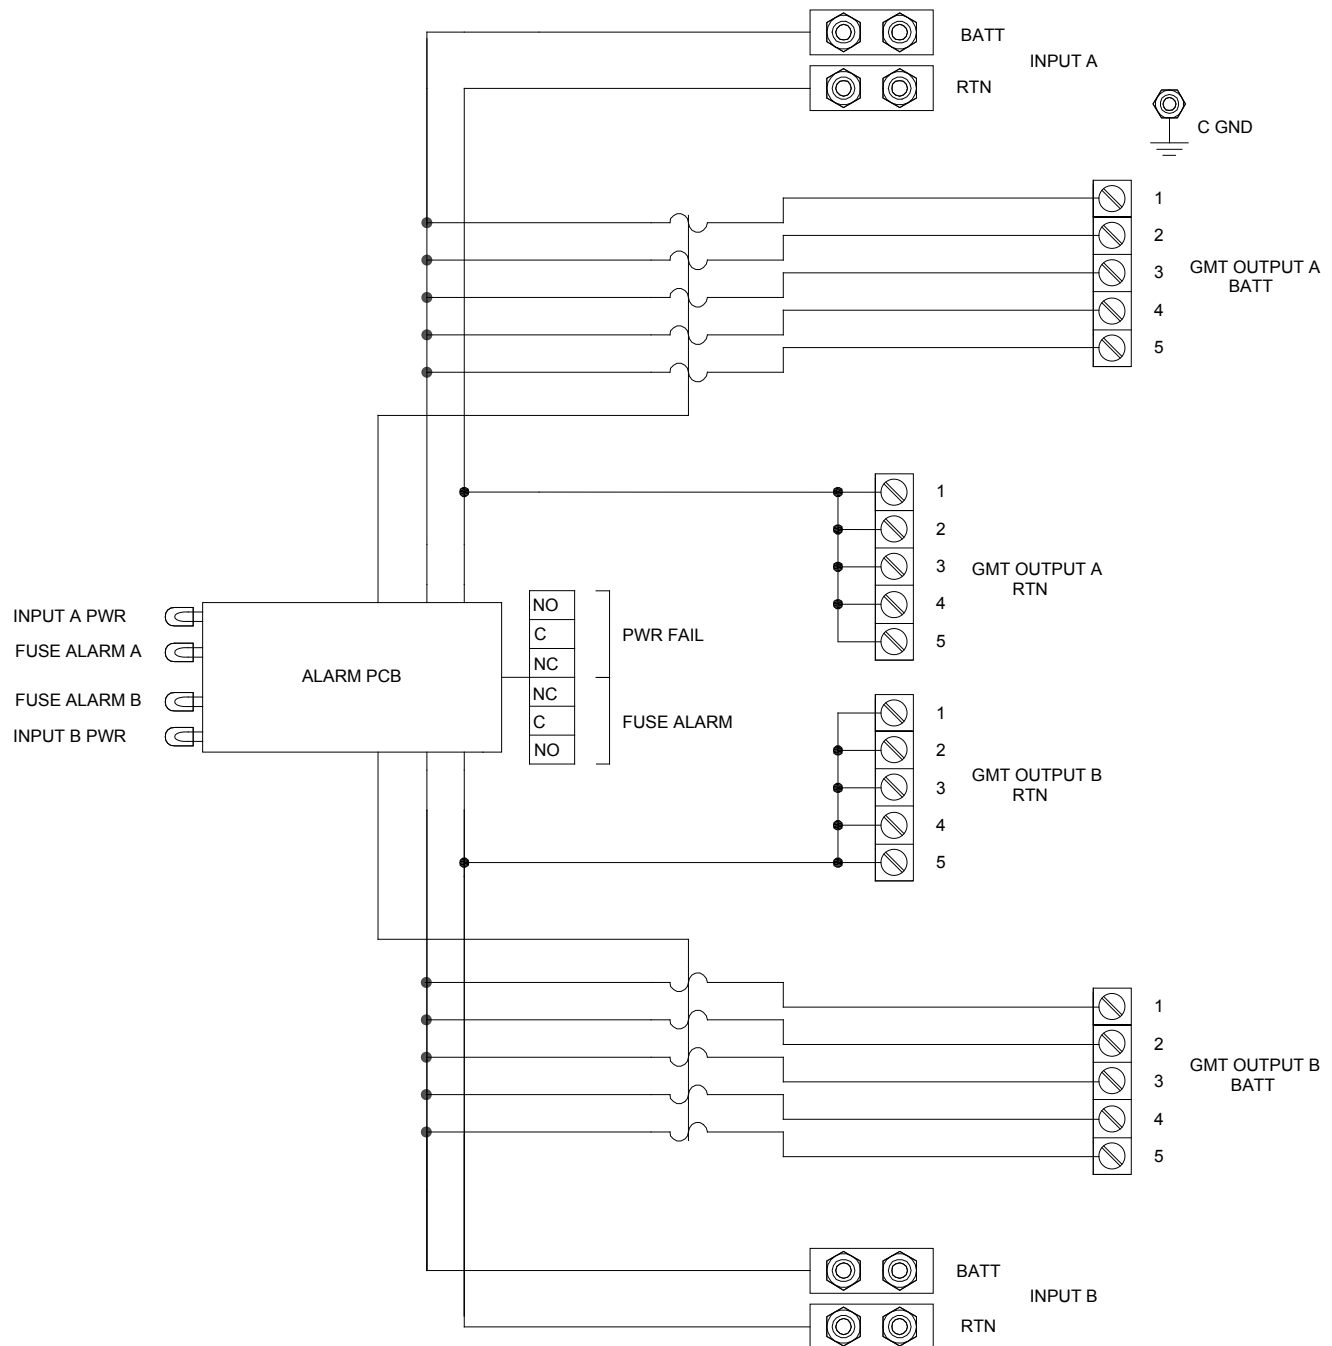 BATT
INPUT A
RTN
C GND
1
2
3
4
5
GMT OUTPUT A
BATT
1
2
3
4
5
GMT OUTPUT A
RTN
INPUT A PWR
FUSE ALARM A
FUSE ALARM B
INPUT B PWR
ALARM PCB
NO
C
NC
NC
C
NO
PWR FAIL
FUSE ALARM
1
2
3
4
5
GMT OUTPUT B
RTN
1
2
3
4
5
GMT OUTPUT B
BATT
BATT
INPUT B
RTN